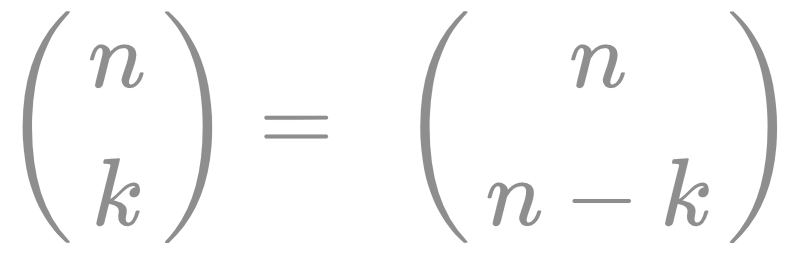 (n k) = (n n − k)